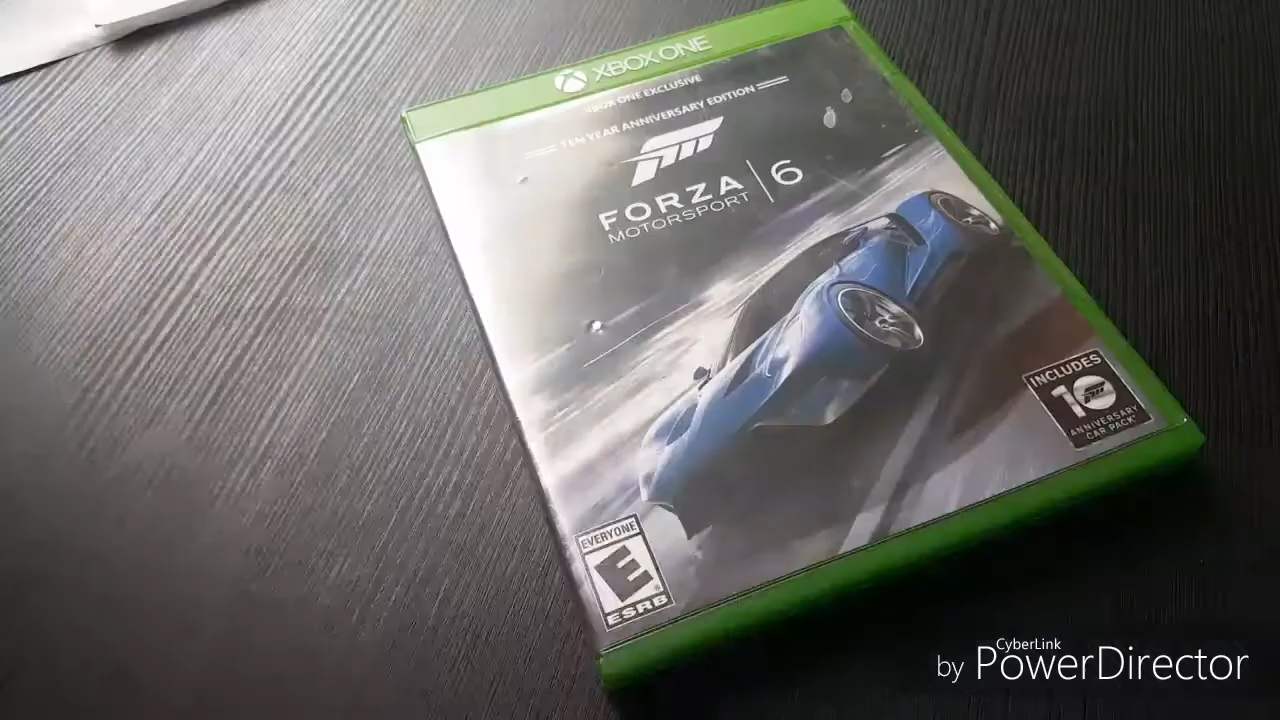 XBOX ONE
XBOX ONE EXCLUSIVE
TEN YEAR ANNIVERSARY EDITION
FORZA
MOTORSPORT
6
INCLUDES
10
ANNIVERSARY
CAR PACK*
EVERYONE
E
ESRB
CyberLink
by PowerDirector